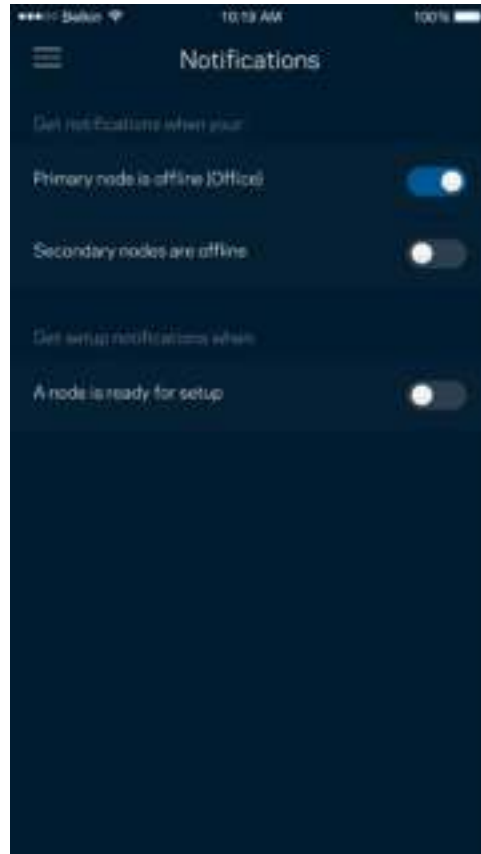 Belkin 10:19 AM 100%
Notifications
Get notifications when your:
Primary node is offline (Office)
Secondary nodes are offline
Get setup notifications when:
A node is ready for setup